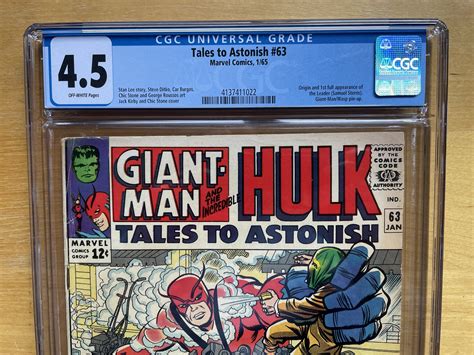 CGC UNIVERSAL GRADE
4.5
OFF-WHITE Pages
Tales to Astonish #63
Marvel Comics, 1/65
Stan Lee story, Steve Ditko, Car Burgos,
Chic Stone and George Roussos art
Jack Kirby and Chic Stone cover
4137411022
Origin and 1st full appearance of
the Leader (Samuel Sterns).
Giant-Man/Wasp pin-up.
CGC
GIANT-
MAN
AND THE
INCREDIBLE
HULK
TALES TO ASTONISH
APPROVED
BY THE
COMICS
CODE
AUTHORITY
MARVEL
COMICS
GROUP
12¢
IND.
63
JAN